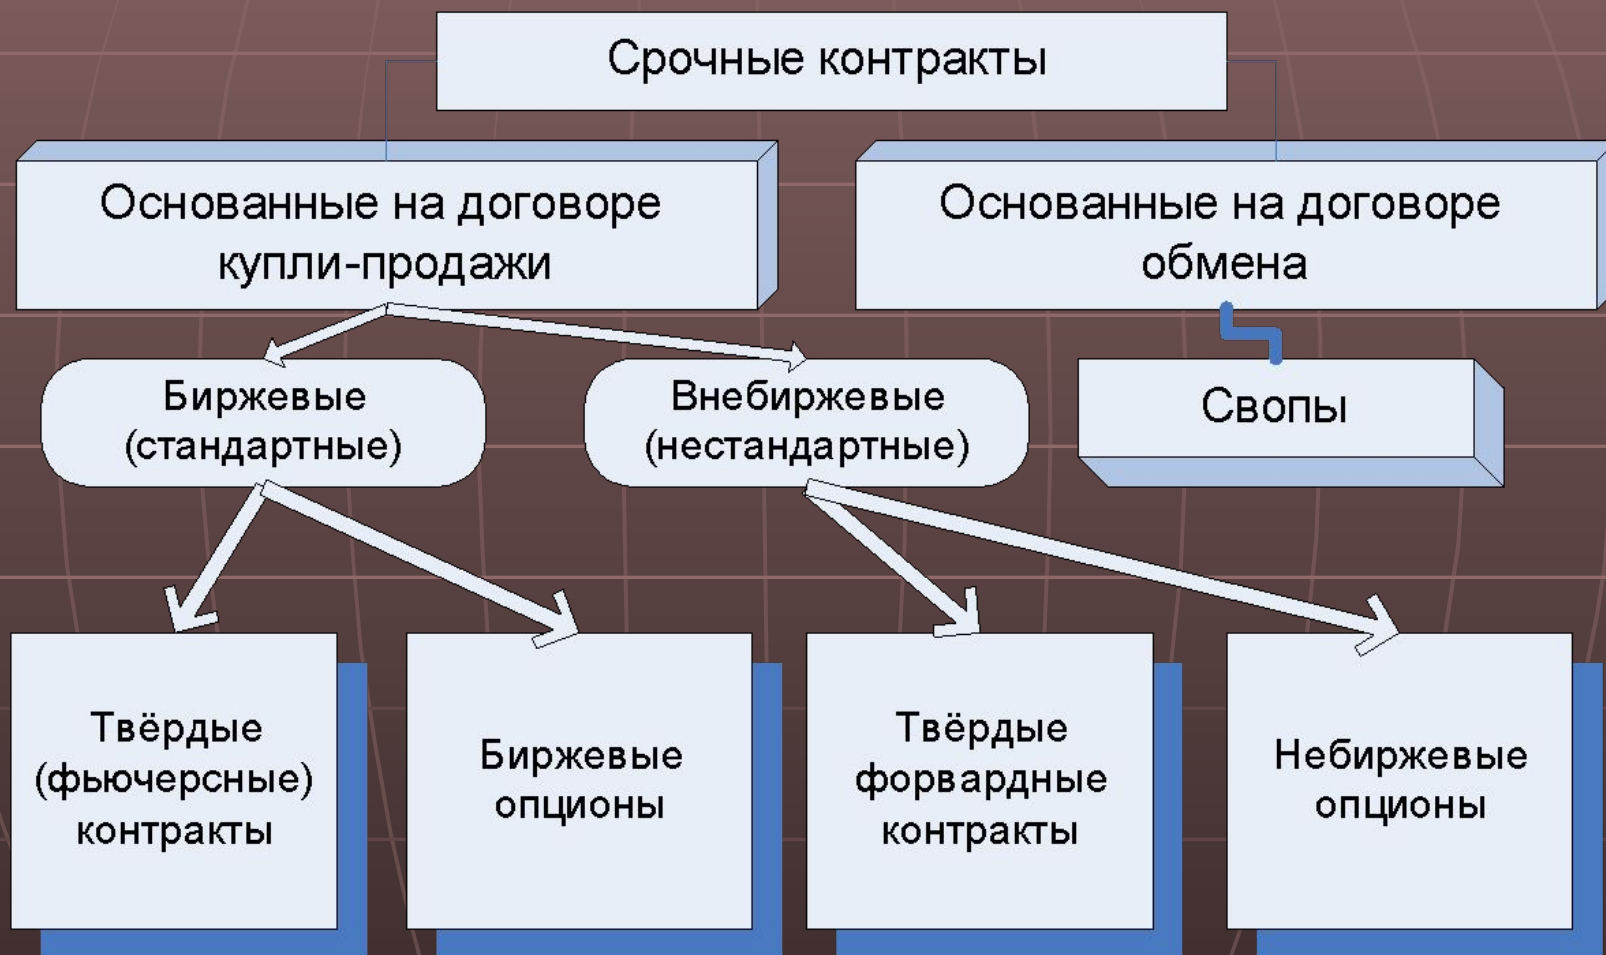 Срочные контракты
Основанные на договоре
купли-продажи
Основанные на договоре
обмена
Биржевые
(стандартные)
Внебиржевые
(нестандартные)
Свопы
Твёрдые
(фьючерсные)
контракты
Биржевые
опционы
Твёрдые
форвардные
контракты
Небиржевые
опционы